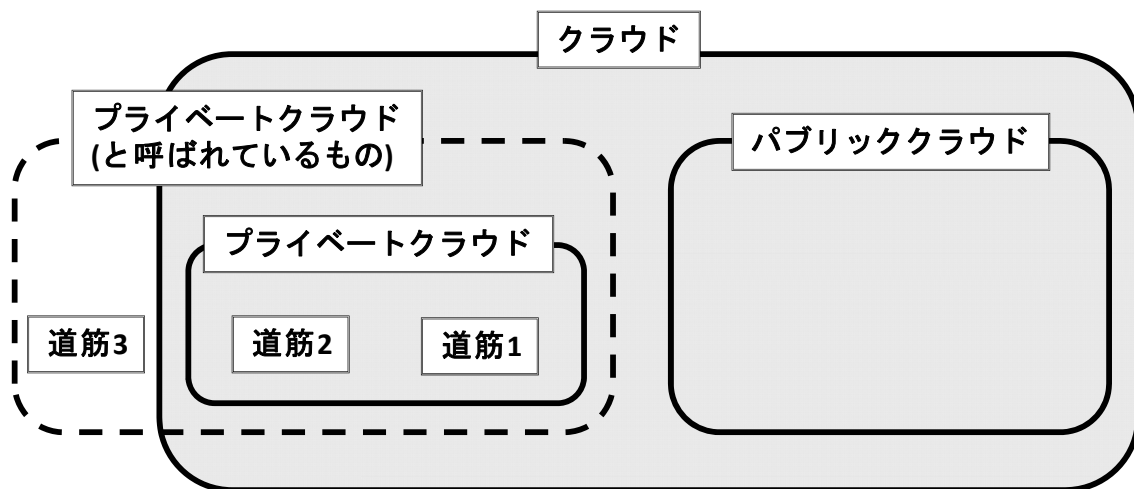 クラウド
プライベートクラウド
(と呼ばれているもの)
パブリッククラウド
プライベートクラウド
道筋3
道筋2
道筋1